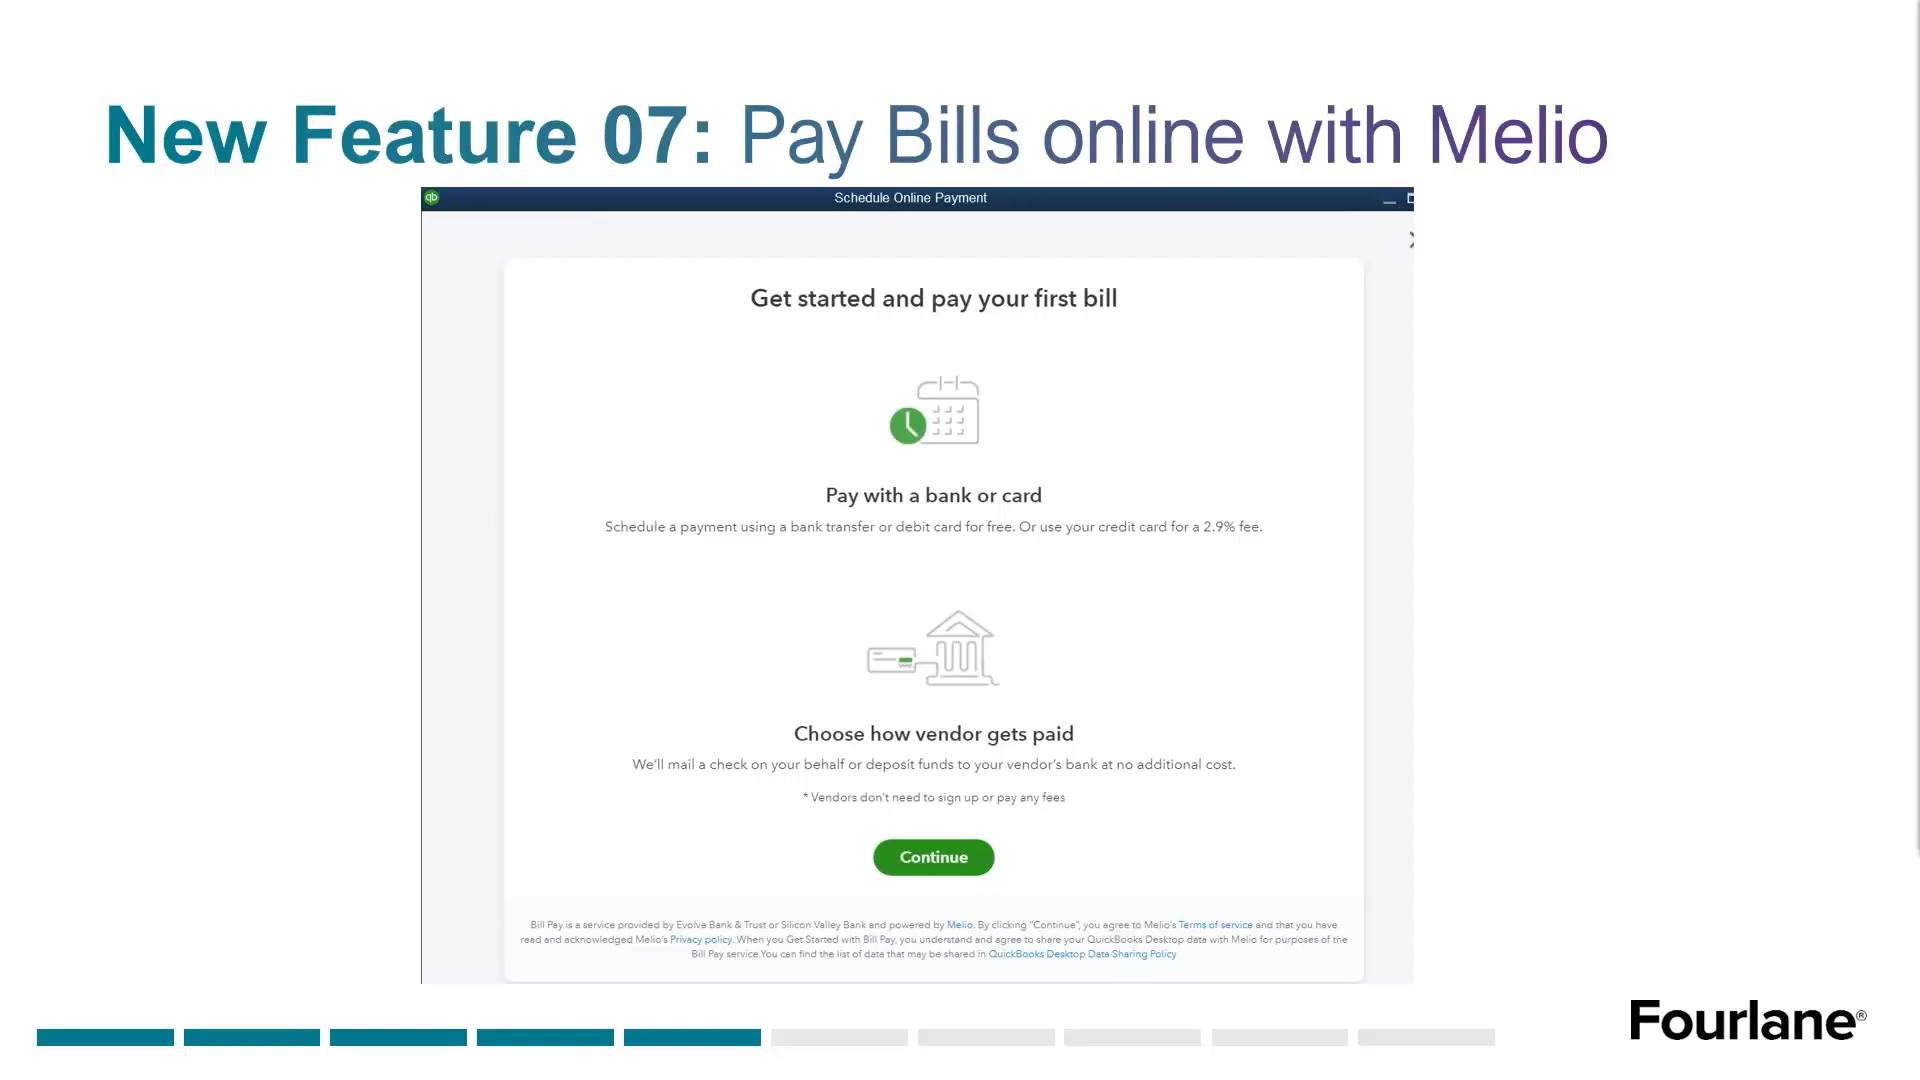 New Feature 07: Pay Bills online with Melio
qb
Schedule Online Payment
Get started and pay your first bill
Pay with a bank or card
Schedule a payment using a bank transfer or debit card for free. Or use your credit card for a 2.9% fee.
Choose how vendor gets paid
We'll mail a check on your behalf or deposit funds to your vendor's bank at no additional cost.
* Vendors don't need to sign up or pay any fees
Continue
Bill Pay is a service provided by Evolve Bank & Trust or Silicon Valley Bank and powered by Melio. By clicking "Continue", you agree to Melio's Terms of service and that you have
read and acknowledged Melio's Privacy policy. When you Get Started with Bill Pay, you understand and agree to share your QuickBooks Desktop data with Melio for purposes of the
Bill Pay service.You can find the list of data that may be shared in QuickBooks Desktop Data Sharing Policy
Fourlane®